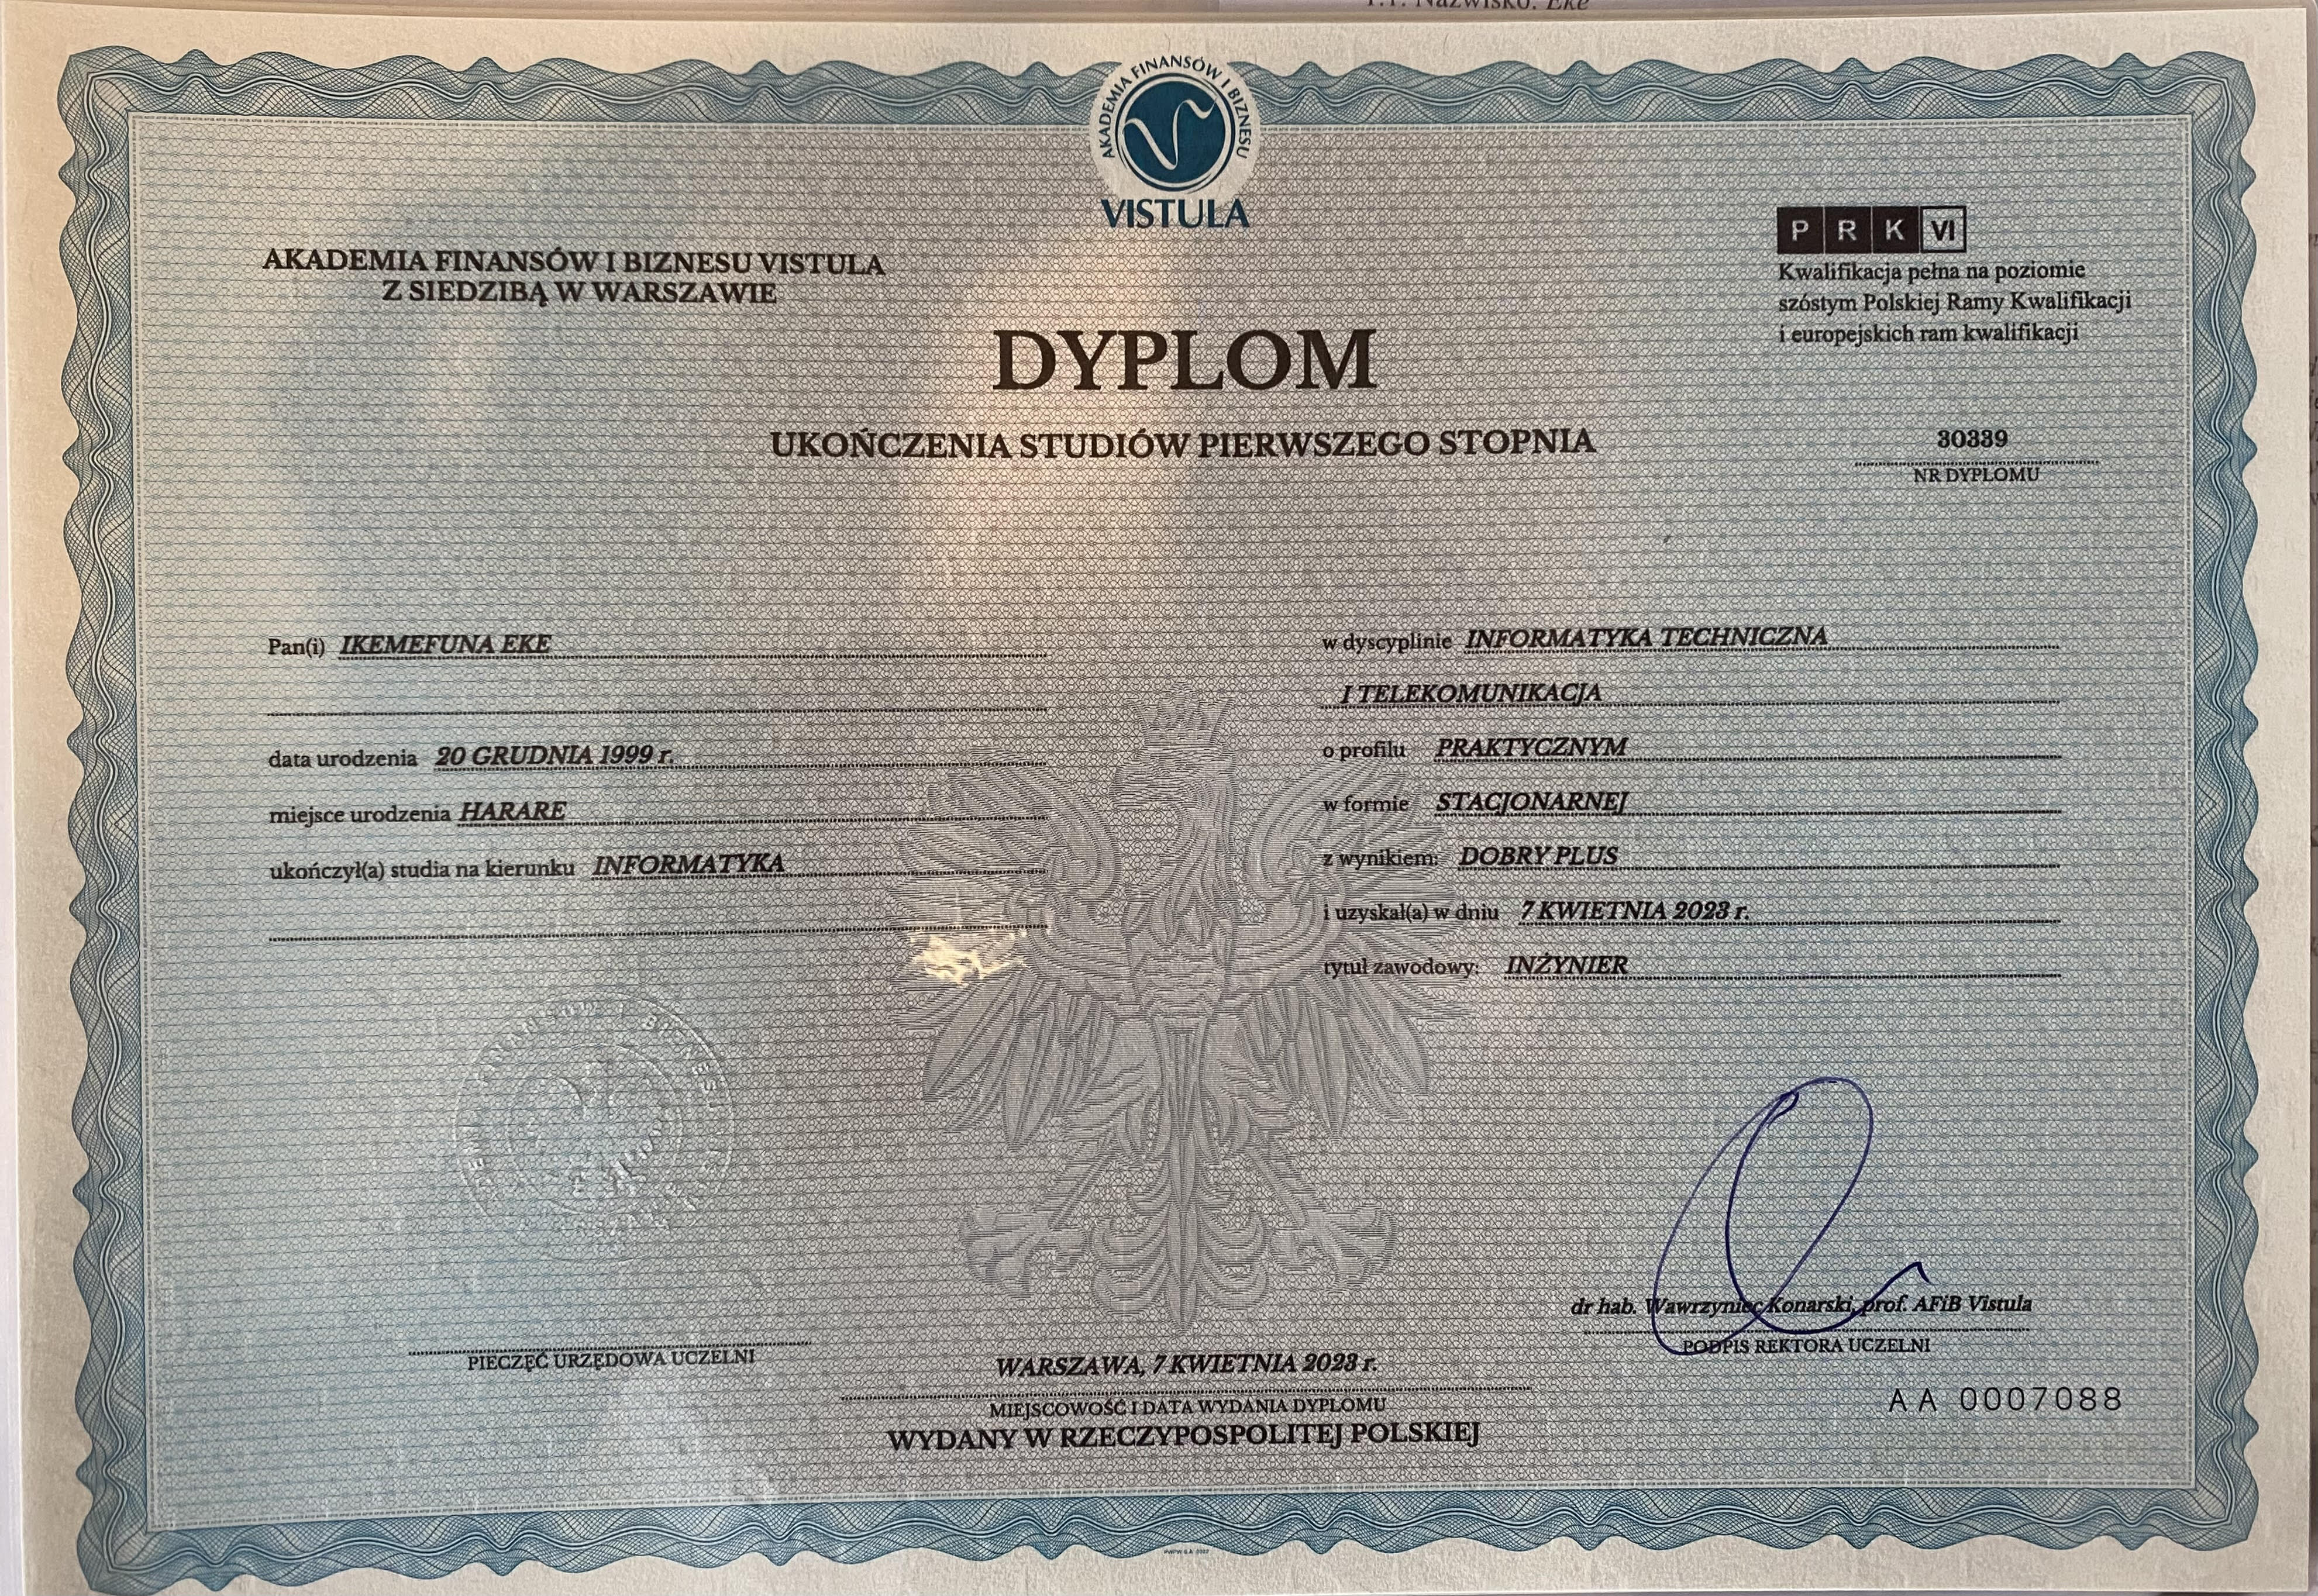 1.1. Nazwisko: Eke
AKADEMIA FINANSÓW I BIZNESU
VISTULA
AKADEMIA FINANSÓW I BIZNESU VISTULA
Z SIEDZIBĄ W WARSZAWIE
PRK VI
Kwalifikacja pełna na poziomie
szóstym Polskiej Ramy Kwalifikacji
i europejskich ram kwalifikacji
DYPLOM
UKOŃCZENIA STUDIÓW PIERWSZEGO STOPNIA
30339
NR DYPLOMU
Pan(i) IKEMEFUNA EKE
data urodzenia 20 GRUDNIA 1999 r.
miejsce urodzenia HARARE
ukończył(a) studia na kierunku INFORMATYKA
w dyscyplinie INFORMATYKA TECHNICZNA
I TELEKOMUNIKACJA
o profilu PRAKTYCZNYM
w formie STACJONARNEJ
z wynikiem: DOBRY PLUS
i uzyskał(a) w dniu 7 KWIETNIA 2023 r.
tytuł zawodowy: INŻYNIER
dr hab. Wawrzyniec Konarski, prof. AFiB Vistula
PODPIS REKTORA UCZELNI
PIECZĘĆ URZĘDOWA UCZELNI
WARSZAWA, 7 KWIETNIA 2023 r.
MIEJSCOWOŚĆ I DATA WYDANIA DYPLOMU
WYDANY W RZECZYPOSPOLITEJ POLSKIEJ
AA 0007088